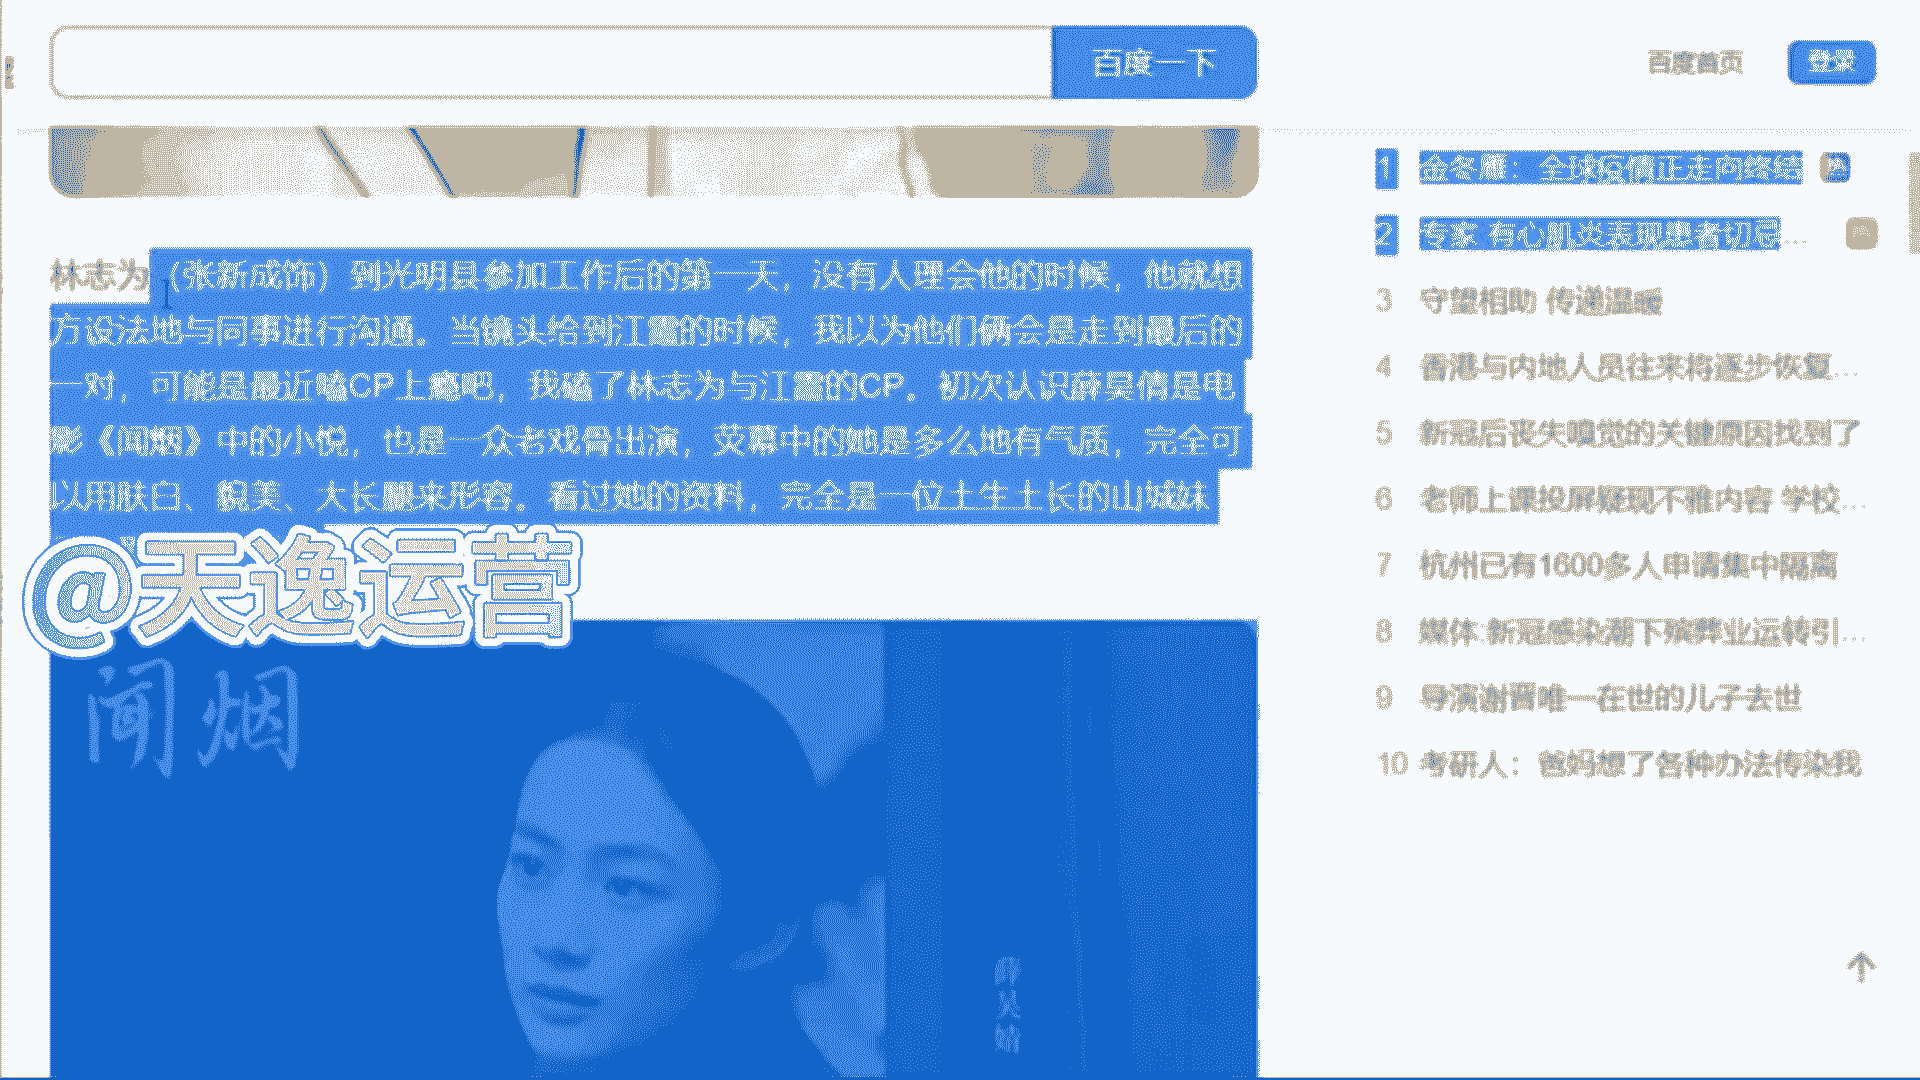 百度一下
百度首页
登录
林志为（张新成饰）到光明县参加工作后的第一天，没有人理会他的时候，他就想
方设法地与同事进行沟通。当镜头给到江霞的时候，我以为他们俩会是走到最后的
一对，可能是最近嗑CP上瘾吧，我磕了林志为与江霞的CP。初次认识薛昊倩是电
影《闻烟》中的小悦，也是一众老戏骨出演，荧幕中的她是多么地有气质，完全可
以用肤白、貌美、大长腿来形容。看过她的资料，完全是一位土生土长的山城妹
@天逸运营
闻烟
薛昊婧
1 金冬雁：全球疫情正走向终结 热
2 专家 有心肌炎表现患者切忌... 热
3 守望相助 传递温暖
4 香港与内地人员往来将逐步恢复...
5 新冠后丧失嗅觉的关键原因找到了
6 老师上课投屏疑现不雅内容 学校...
7 杭州已有1600多人申请集中隔离
8 媒体:新冠感染潮下殡葬业运转引...
9 导演谢晋唯一在世的儿子去世
10 考研人：爸妈想了各种办法传染我